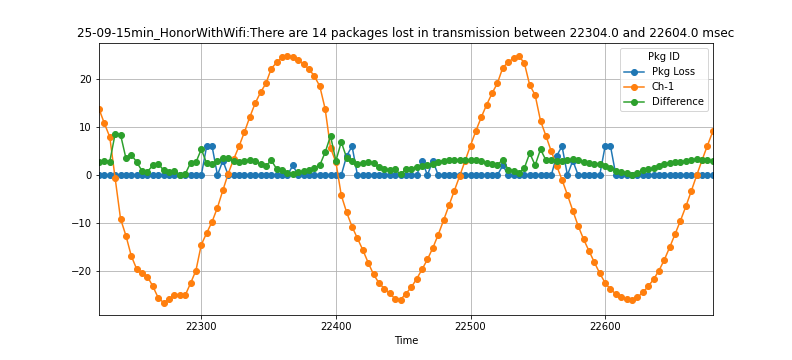 25-09-15min_HonorWithWifi:There are 14 packages lost in transmission between 22304.0 and 22604.0 msec
Pkg ID
Pkg Loss
Ch-1
Difference
20
10
0
−10
−20
22300 22400 22500 22600
Time